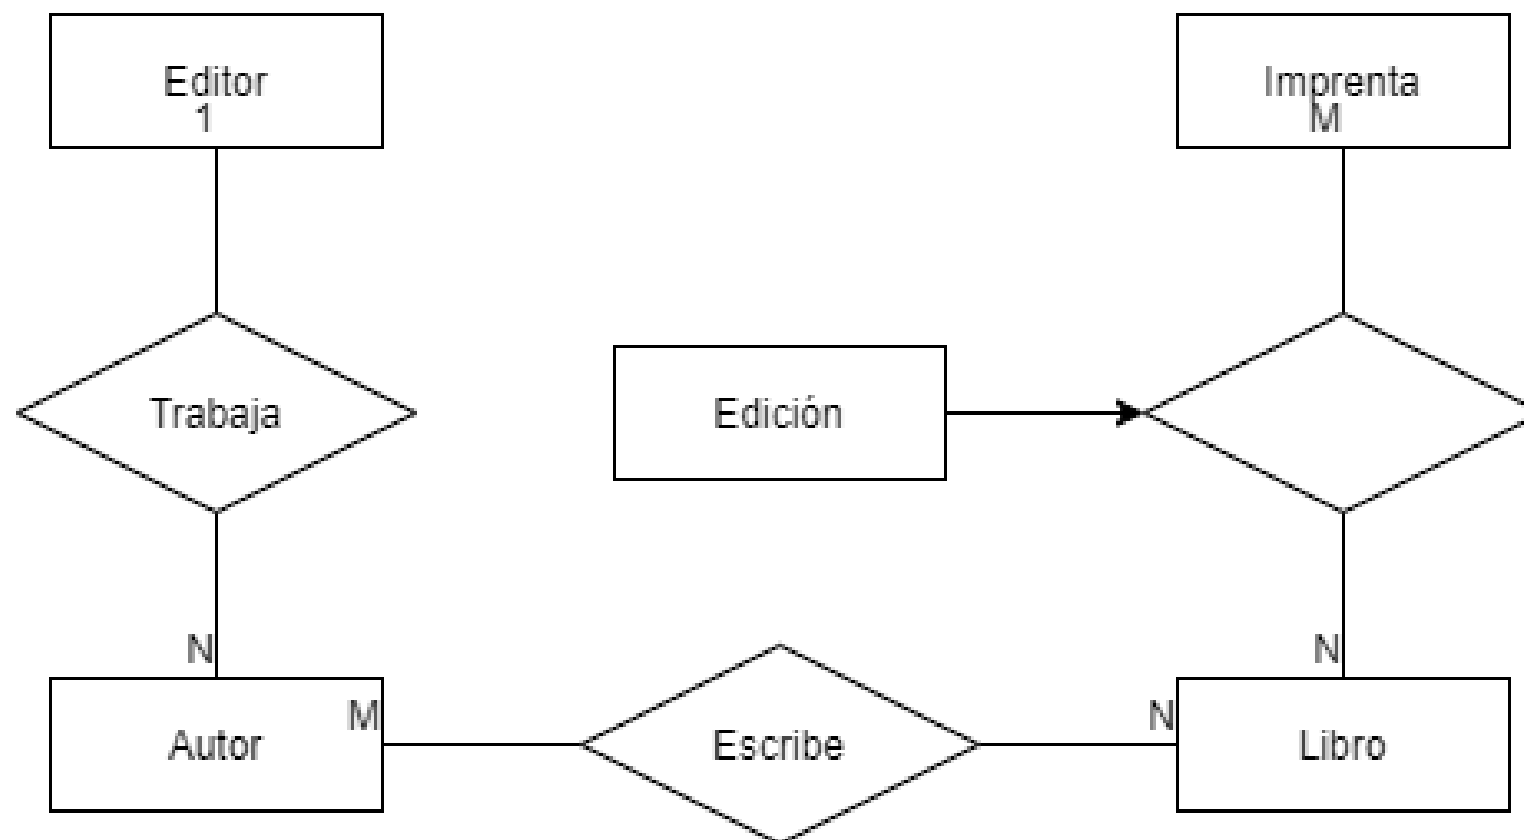 Editor
1
Imprenta
M
Trabaja
Edición
N
N
Autor
M
Escribe
N
Libro